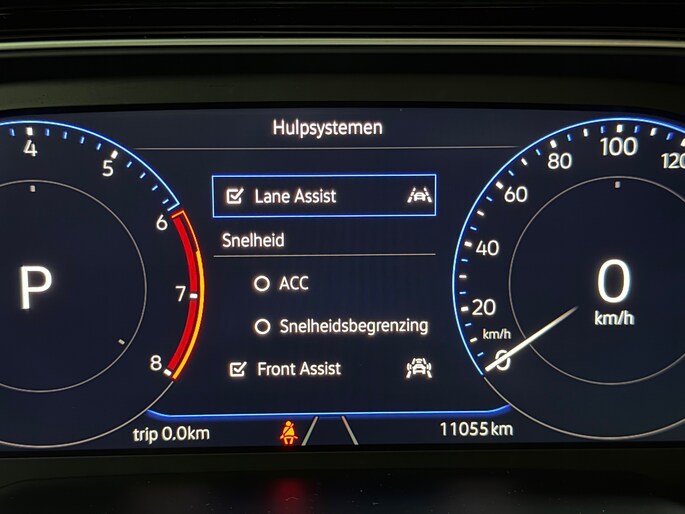 Hulpsystemen
4
5
6
7
8
P
Lane Assist
Snelheid
ACC
Snelheidsbegrenzing
Front Assist
0
20
40
60
80
100
120
km/h
0
km/h
trip 0.0km
11055 km